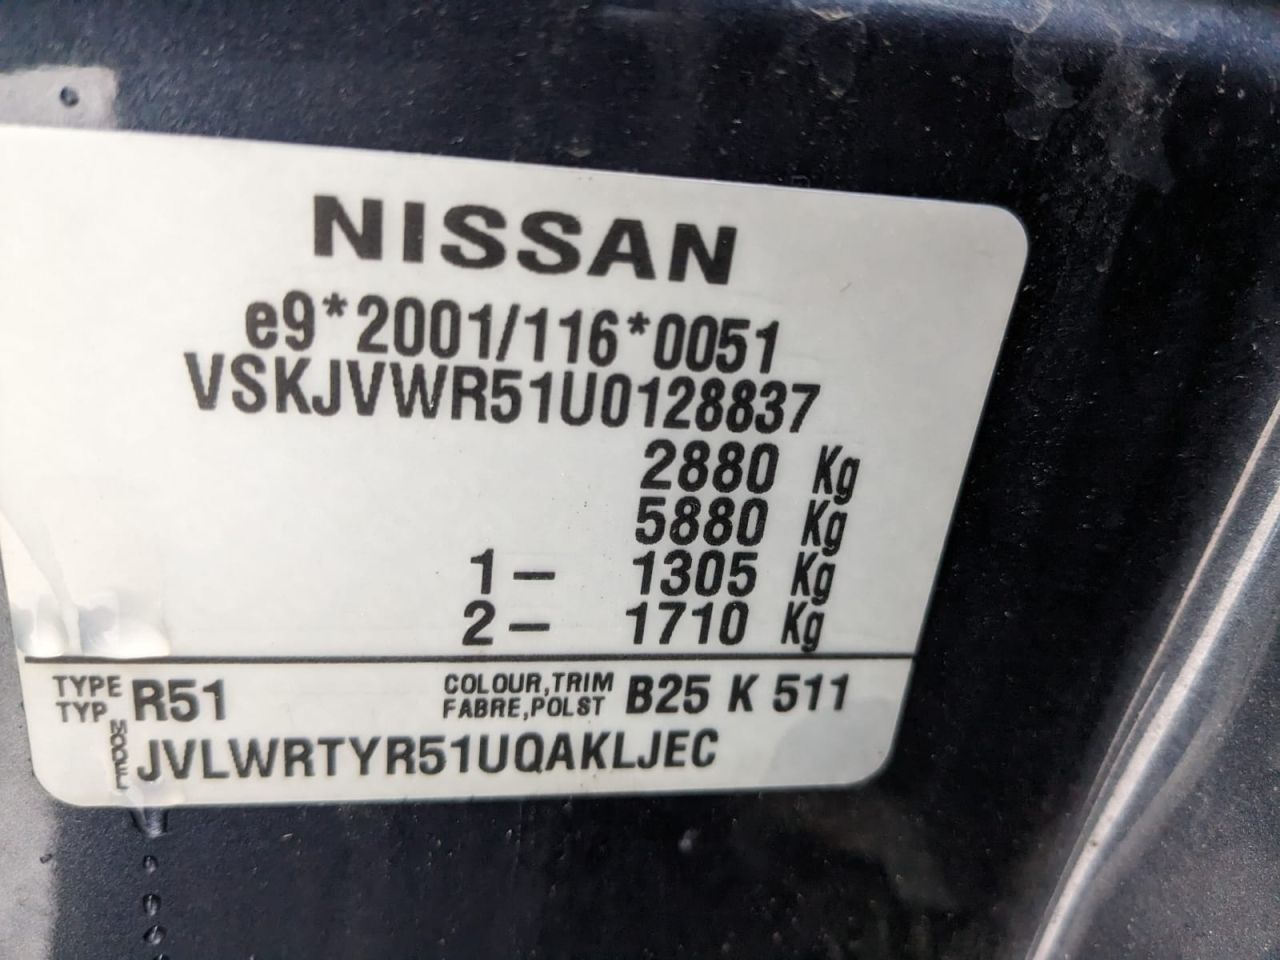 NISSAN
e9*2001/116*0051
VSKJVWR51U0128837
2880 Kg
5880 Kg
1- 1305 Kg
2- 1710 Kg
TYPE R51 COLOUR,TRIM B25 K 511
TYP FABRE,POLST
MODEL JVLWRTYR51UQAKLJEC